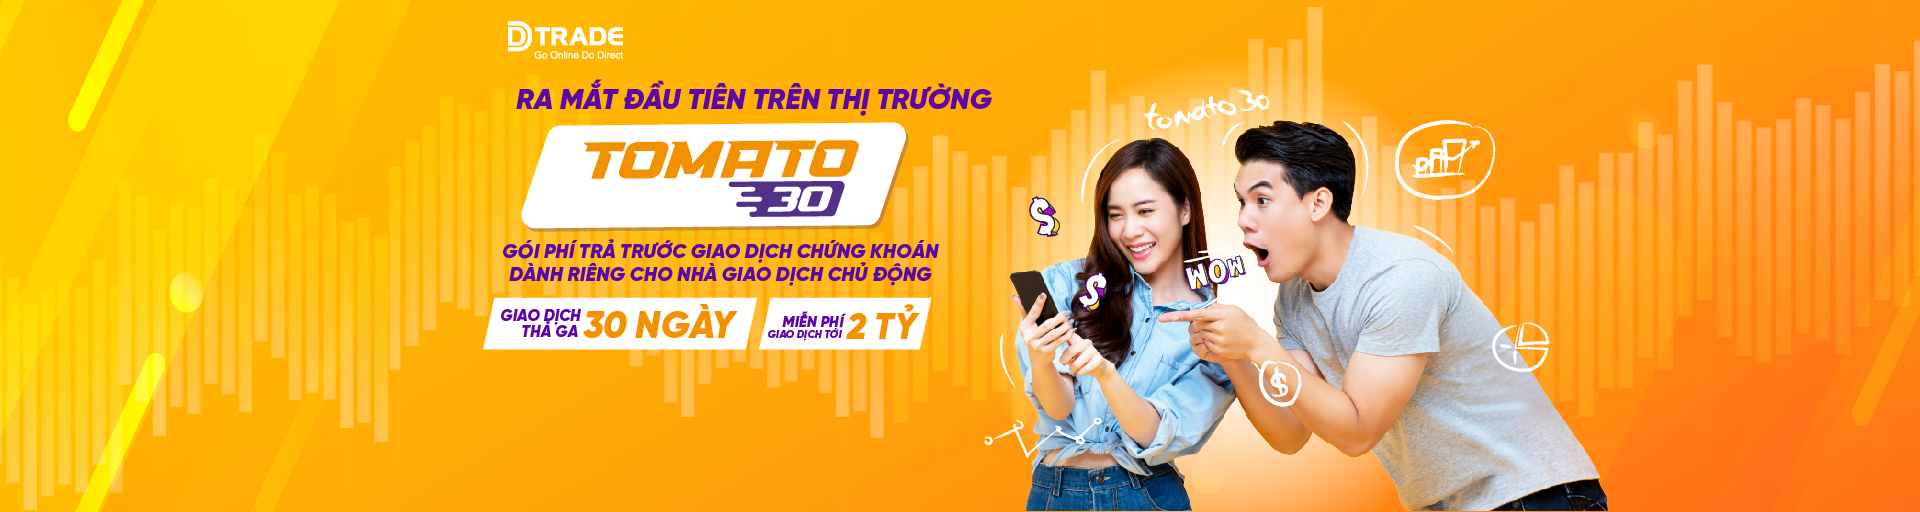 DTRADE
Go Online Do Direct
RA MẮT ĐẦU TIÊN TRÊN THỊ TRƯỜNG
TOMATO
30
GÓI PHÍ TRẢ TRƯỚC GIAO DỊCH CHỨNG KHOÁN
DÀNH RIÊNG CHO NHÀ GIAO DỊCH CHỦ ĐỘNG
GIAO DỊCH
THẢ GA
30 NGÀY
MIỄN PHÍ
GIAO DỊCH TỚI
2 TỶ
tomato 30
$
$
WOW
$